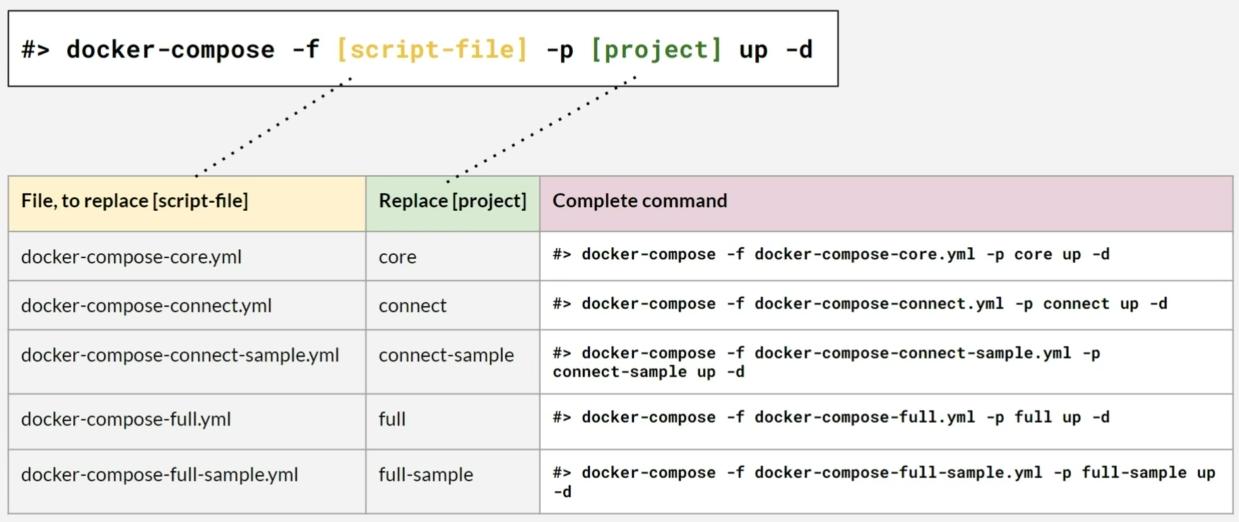 #> docker-compose -f [script-file] -p [project] up -d
File, to replace [script-file]
Replace [project]
Complete command
docker-compose-core.yml
core
#> docker-compose -f docker-compose-core.yml -p core up -d
docker-compose-connect.yml
connect
#> docker-compose -f docker-compose-connect.yml -p connect up -d
docker-compose-connect-sample.yml
connect-sample
#> docker-compose -f docker-compose-connect-sample.yml -p
connect-sample up -d
docker-compose-full.yml
full
#> docker-compose -f docker-compose-full.yml -p full up -d
docker-compose-full-sample.yml
full-sample
#> docker-compose -f docker-compose-full-sample.yml -p full-sample up
-d